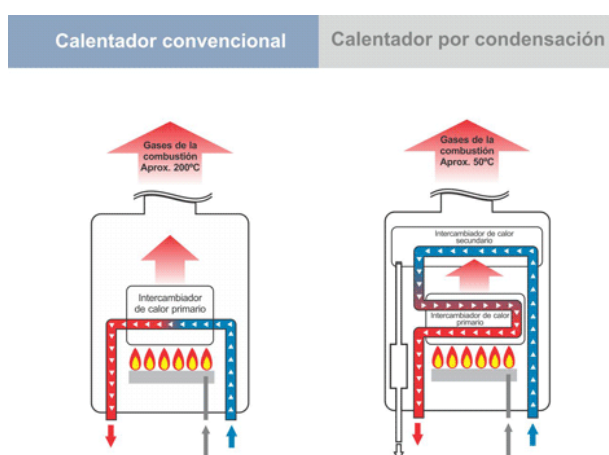 Calentador convencional
Calentador por condensación
Gases de la
combustión
Aprox. 200ºC
Intercambiador
de calor primario
Gases de la
combustión
Aprox. 50ºC
Intercambiador de calor
secundario
Intercambiador de calor
primario